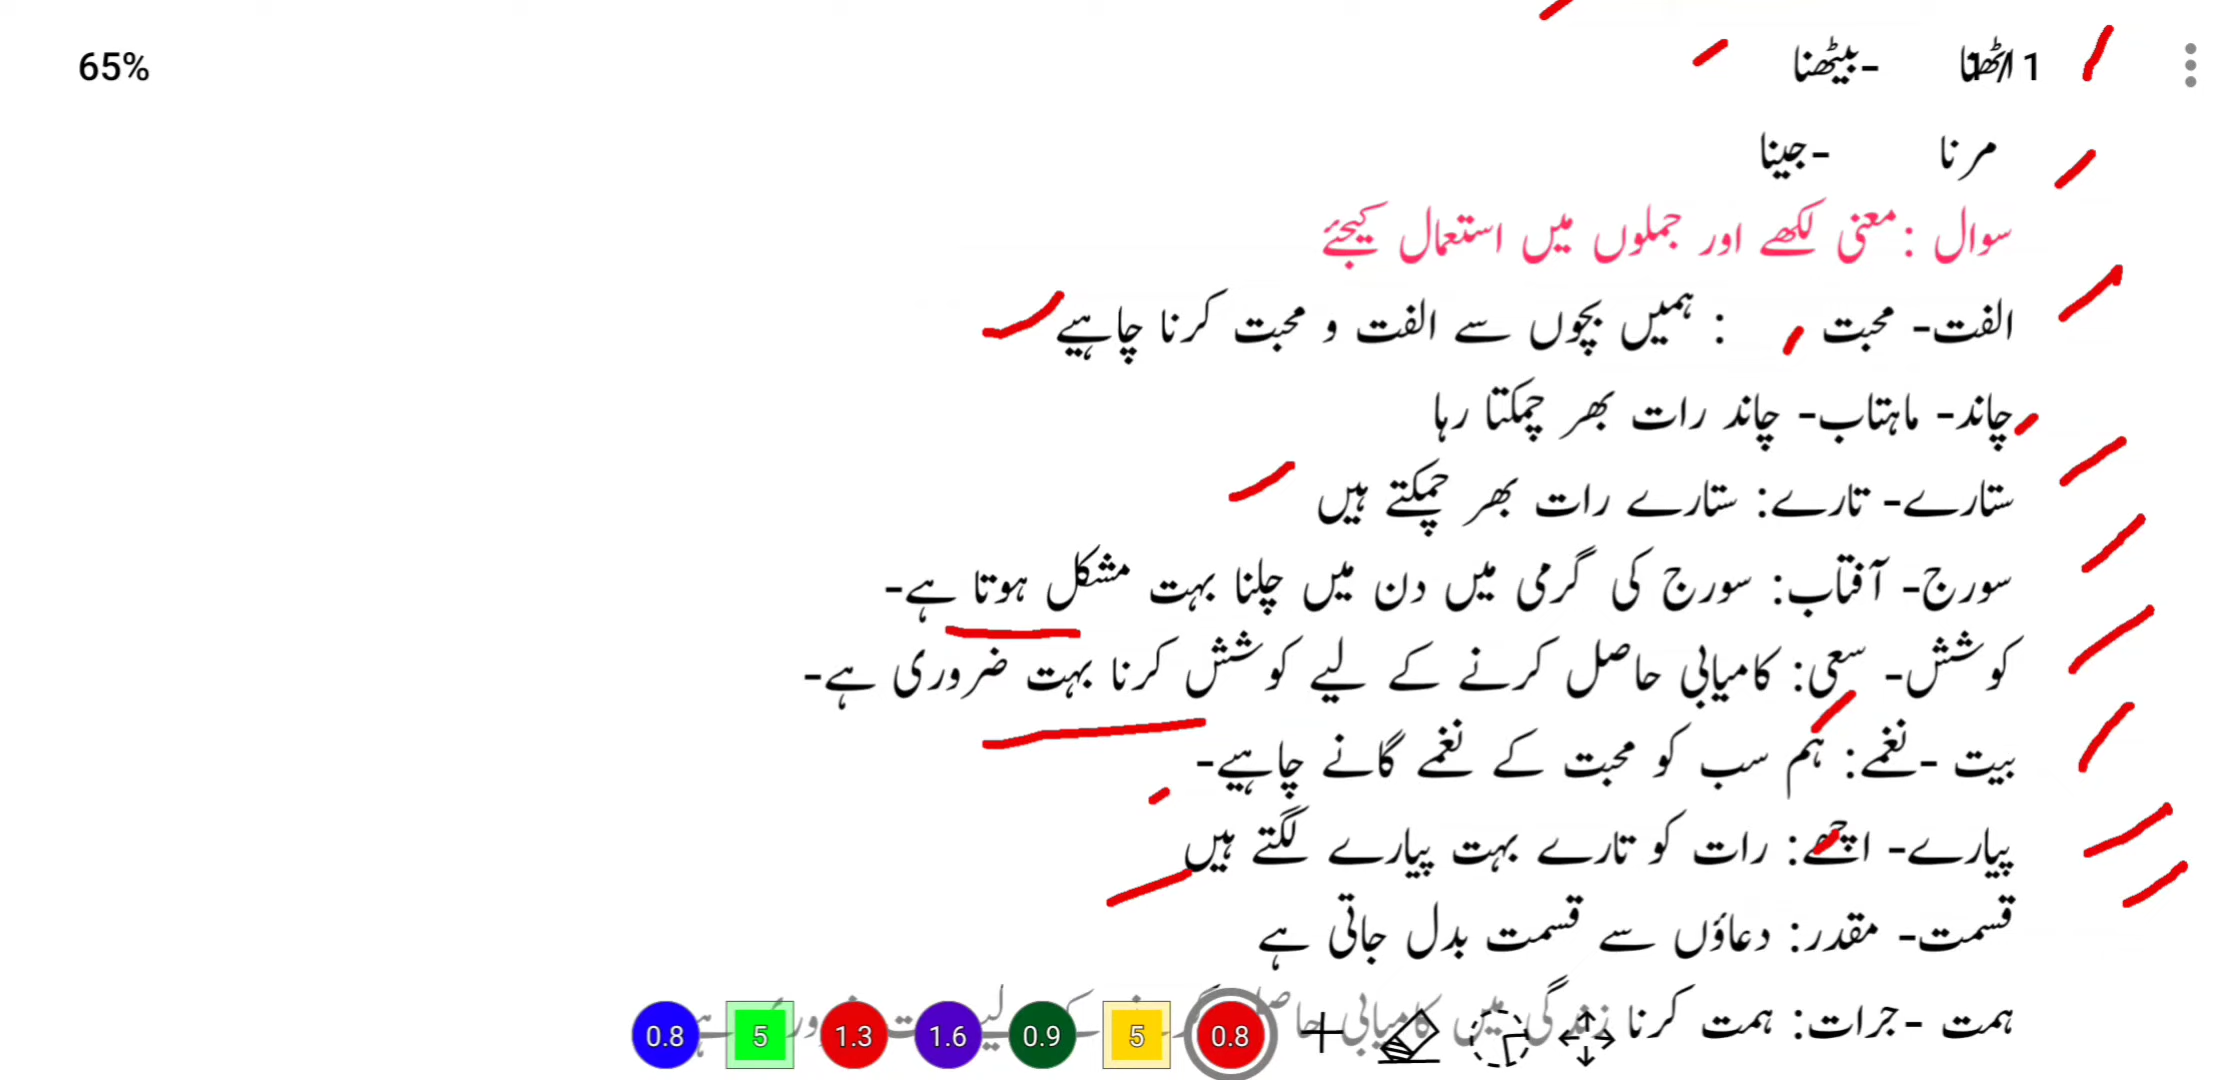 65%
1 اٹھنا -بیٹھنا
مرنا -جینا
سوال :معنی لکھے اور جملوں میں استعمال کیجئے
الفت- محبت : ہمیں بچوں سے الفت و محبت کرنا چاہیے
چاند- ماہتاب- چاند رات بھر چمکتا رہا
ستارے- تارے: ستارے رات بھر چمکتے ہیں
سورج- آفتاب: سورج کی گرمی میں دن میں چلنا بہت مشکل ہوتا ہے-
کوشش- سعی: کامیابی حاصل کرنے کے لیے کوشش کرنا بہت ضروری ہے-
بیت -نغمے: ہم سب کو محبت کے نغمے گانے چاہیے-
پیارے- اچھے: رات کو تارے بہت پیارے لگتے ہیں
قسمت- مقدر: دعاؤں سے قسمت بدل جاتی ہے
ہمت -جرات: ہمت کرنا زندگی میں کامیابی
0.8 5 1.3 1.6 0.9 5 0.8